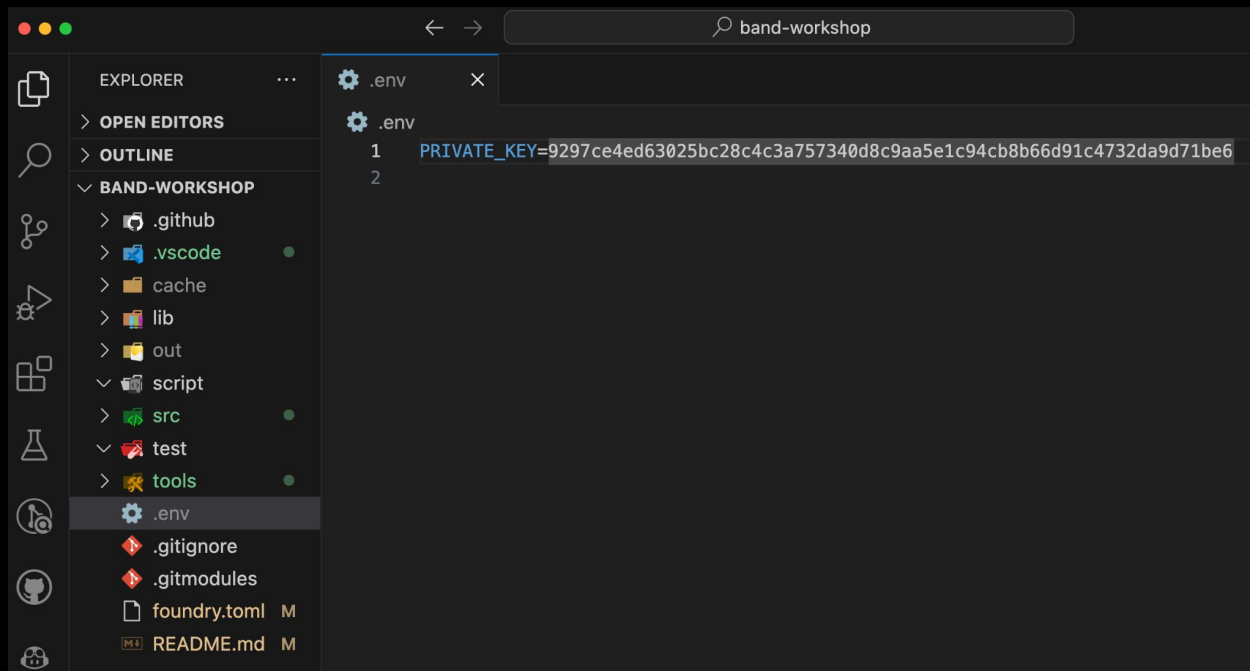 band-workshop
EXPLORER
.env
OPEN EDITORS
OUTLINE
BAND-WORKSHOP
.github
.vscode
cache
lib
out
script
src
test
tools
.env
.gitignore
.gitmodules
foundry.toml M
README.md M
.env
1 PRIVATE_KEY=9297ce4ed63025bc28c4c3a757340d8c9aa5e1c94cb8b66d91c4732da9d71be6
2